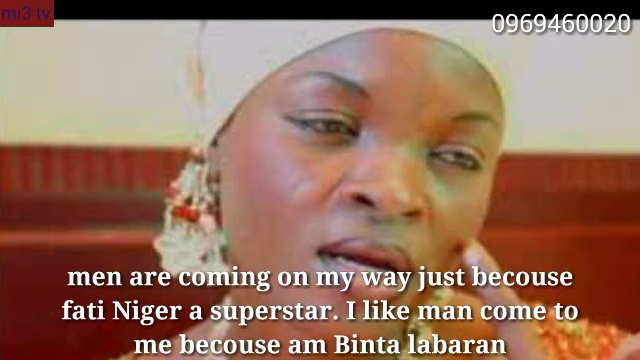 mi3 tv
0969460020
men are coming on my way just becouse
fati Niger a superstar. I like man come to
me becouse am Binta labaran